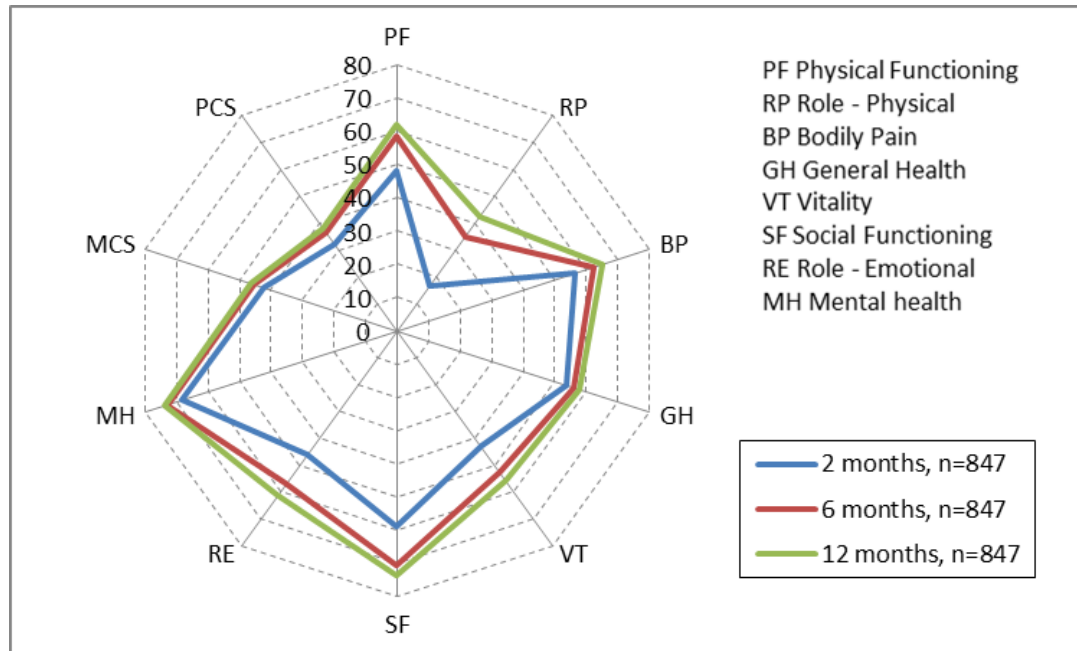 PF
80
70
60
50
40
30
20
10
0
RP
BP
GH
VT
SF
RE
MH
MCS
PCS
PF Physical Functioning
RP Role - Physical
BP Bodily Pain
GH General Health
VT Vitality
SF Social Functioning
RE Role - Emotional
MH Mental health
2 months, n=847
6 months, n=847
12 months, n=847